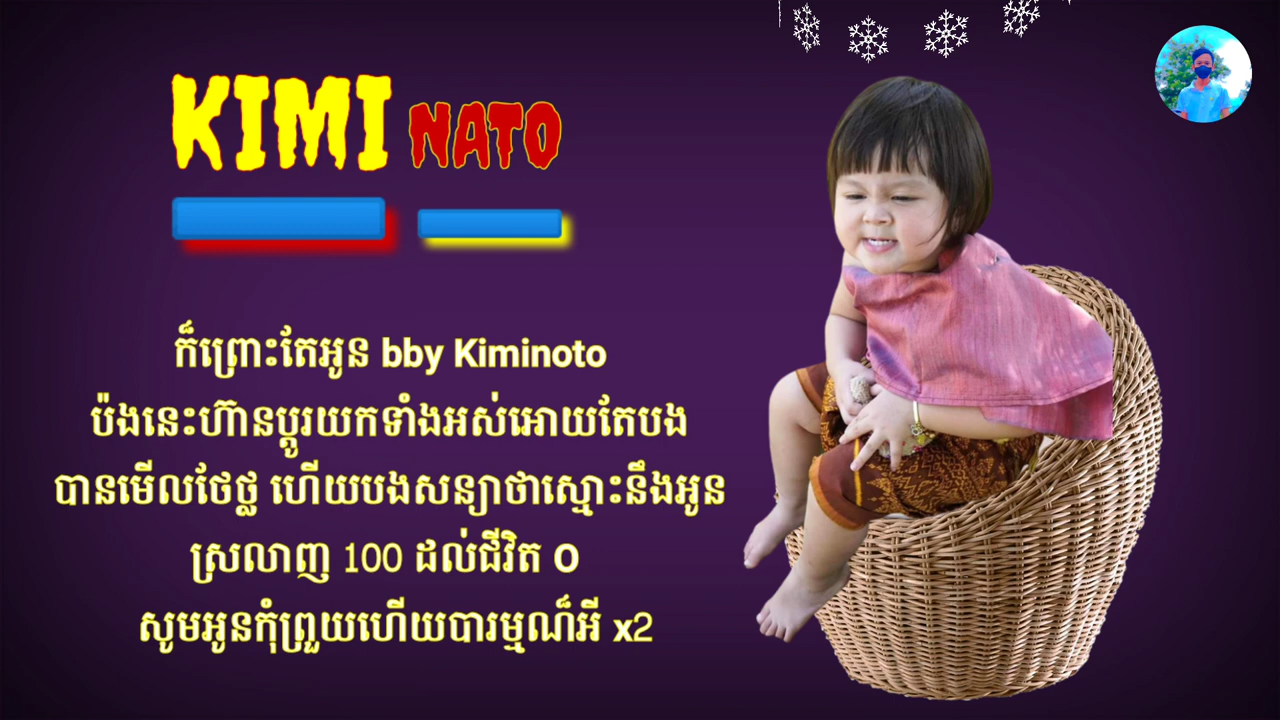 KIMI NATO
ក៏ព្រោះតែអូន bby Kiminoto
ប៉ងនេះហ៊ានប្តូរយកទាំងអស់អោយតែបង
បានមើលថែថ្ល ហើយបងសន្យាថាស្មោះនឹងអូន
ស្រលាញ 100 ដល់ជីវិត 0
សូមអូនកុំព្រួយហើយបារម្មណ៏អី x2